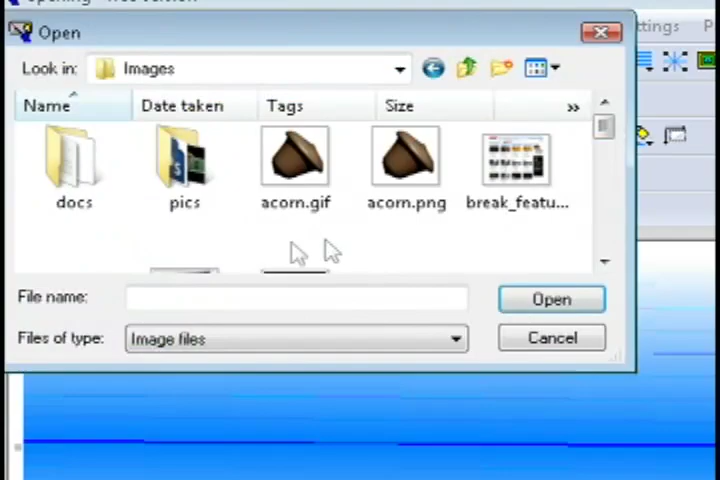 Open
ttings
Look in:
Images
Name
Date taken
Tags
Size
»
docs
pics
acorn.gif
acorn.png
break_featu...
File name:
Open
Files of type:
Image files
Cancel